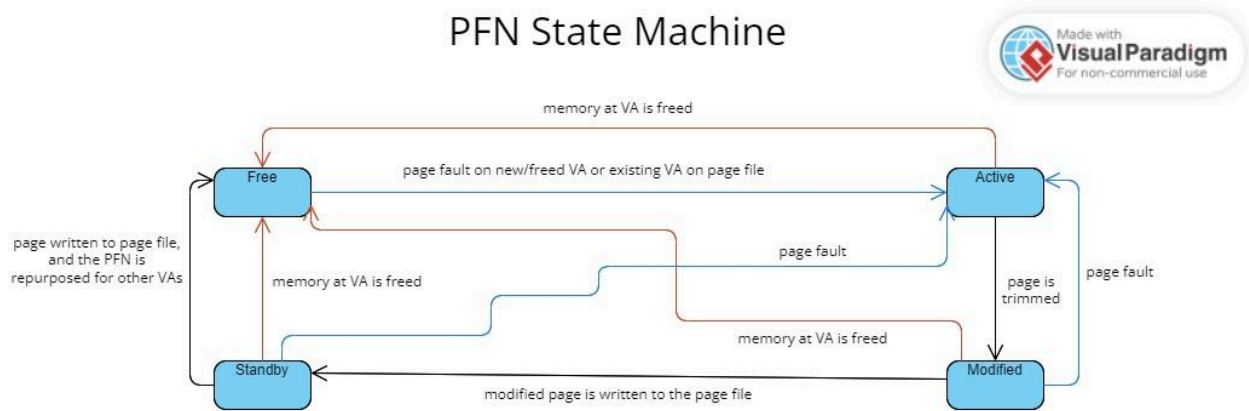 PFN State Machine
Made with
Visual Paradigm
For non-commercial use
memory at VA is freed
Free
page fault on new/freed VA or existing VA on page file
Active
page written to page file,
and the PFN is
repurposed for other VAs
memory at VA is freed
page fault
page is
trimmed
page fault
memory at VA is freed
Standby
modified page is written to the page file
Modified